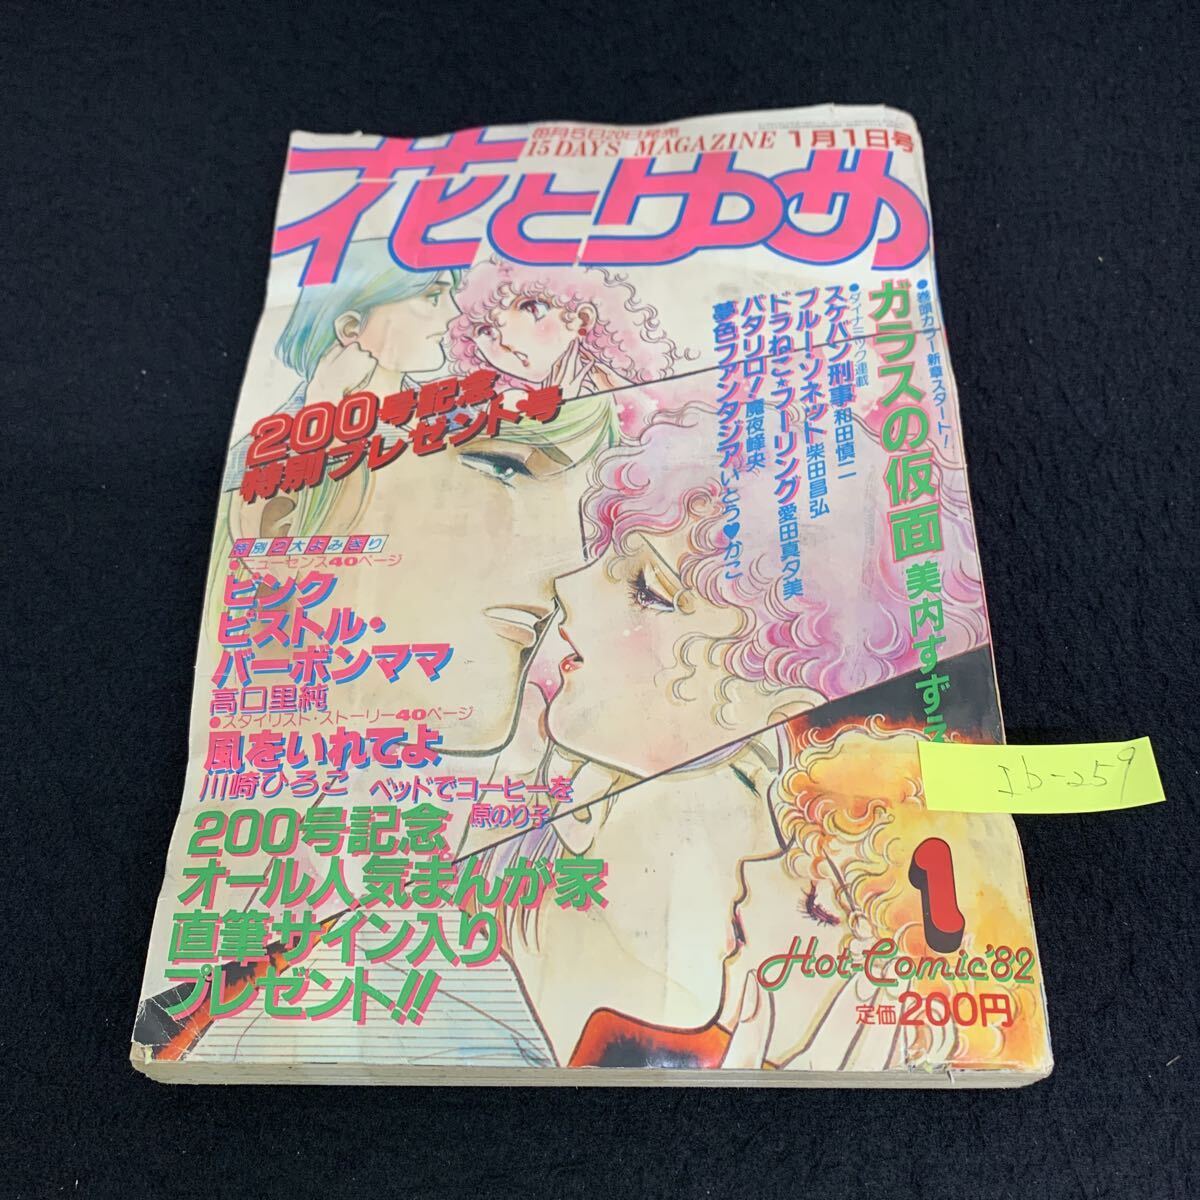 毎月5日20日発売
15 DAYS MAGAZINE 1月1日号
花とゆめ
●巻頭カラー新章スタート!
ガラスの仮面 美内すずえ
●ダイナミック連載
スケバン刑事 和田慎二
ブルー・ソネット 柴田昌弘
ドラねこ★フーリング 愛田真夕美
パタリロ! 魔夜峰央
夢色ファンタジア いとう♥かこ
200号記念
特別プレゼント号
特別2大よみきり
●ニューセンス40ページ
ピンク
ピストル・
バーボンママ
高口里純
●スタイリスト・ストーリー40ページ
風をいれてよ
川崎ひろこ
ベッドでコーヒーを
原のり子
200号記念
オール人気まんが家
直筆サイン入り
プレゼント!!
1
Hot-Comic '82
定価200円
Ib-259